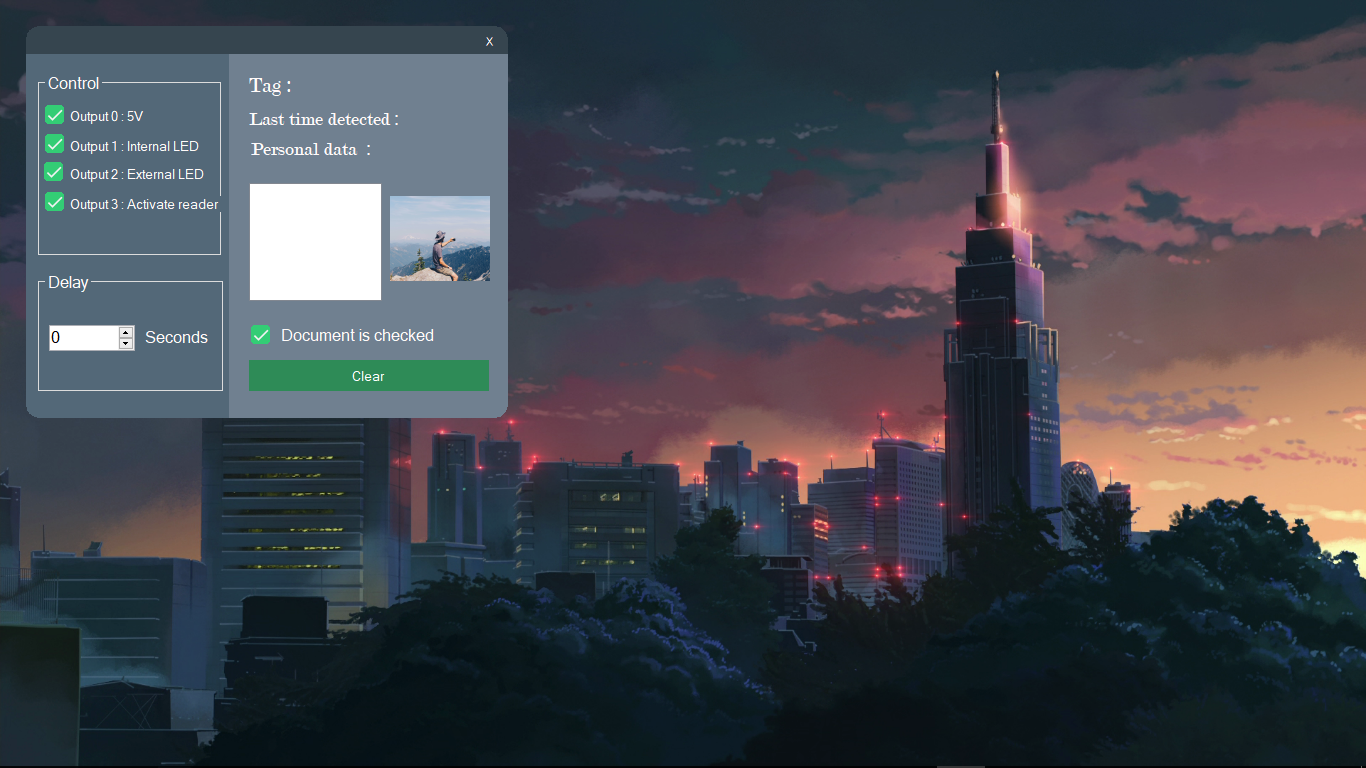 x
Control
Output 0 : 5V
Output 1 : Internal LED
Output 2 : External LED
Output 3 : Activate reader
Delay
0
Seconds
Tag :
Last time detected :
Personal data :
Document is checked
Clear